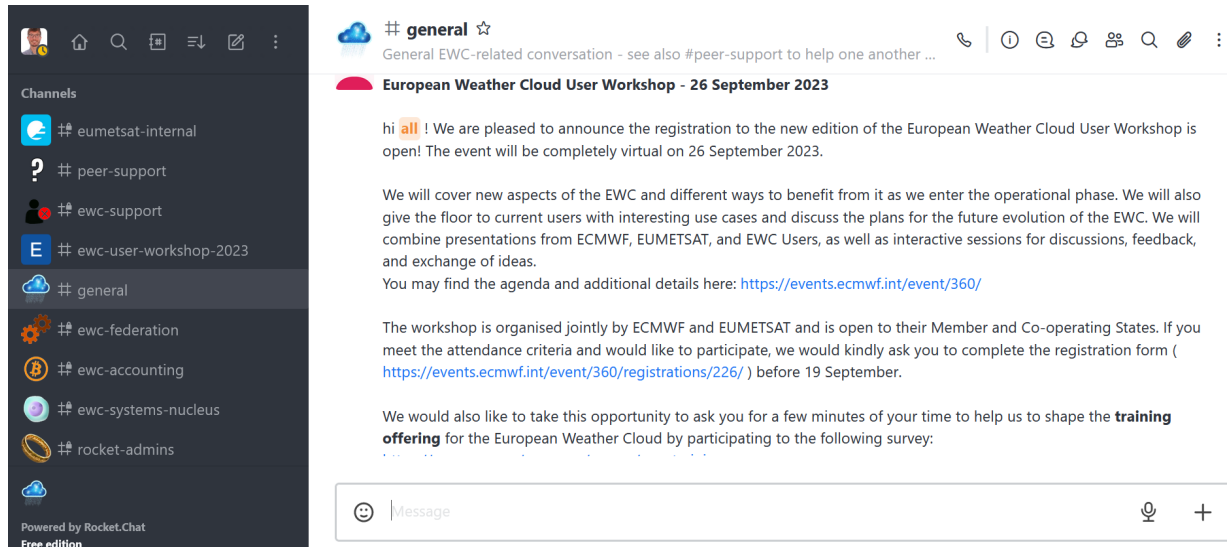 Channels
eumetsat-internal
peer-support
ewc-support
E ewc-user-workshop-2023
general
ewc-federation
ewc-accounting
ewc-systems-nucleus
rocket-admins
Powered by Rocket.Chat
Free edition
# general
General EWC-related conversation - see also #peer-support to help one another ...
European Weather Cloud User Workshop - 26 September 2023
hi all ! We are pleased to announce the registration to the new edition of the European Weather Cloud User Workshop is
open! The event will be completely virtual on 26 September 2023.
We will cover new aspects of the EWC and different ways to benefit from it as we enter the operational phase. We will also
give the floor to current users with interesting use cases and discuss the plans for the future evolution of the EWC. We will
combine presentations from ECMWF, EUMETSAT, and EWC Users, as well as interactive sessions for discussions, feedback,
and exchange of ideas.
You may find the agenda and additional details here: https://events.ecmwf.int/event/360/
The workshop is organised jointly by ECMWF and EUMETSAT and is open to their Member and Co-operating States. If you
meet the attendance criteria and would like to participate, we would kindly ask you to complete the registration form (
https://events.ecmwf.int/event/360/registrations/226/ ) before 19 September.
We would also like to take this opportunity to ask you for a few minutes of your time to help us to shape the training
offering for the European Weather Cloud by participating to the following survey:
Message